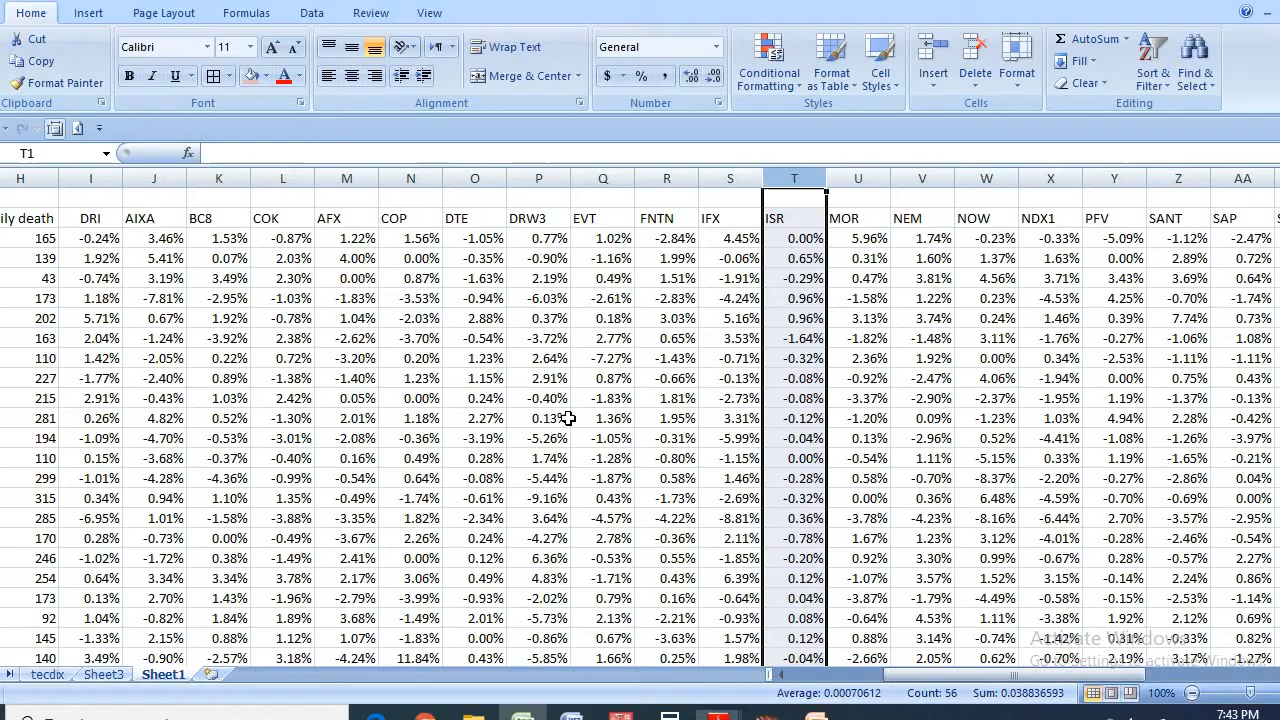 Home Insert Page Layout Formulas Data Review View
Cut
Copy
Format Painter
Clipboard
Calibri 11
Font
Wrap Text
Merge & Center
Alignment
General
Number
Conditional Formatting Format as Table Cell Styles
Styles
Insert Delete Format
Cells
AutoSum
Fill
Clear
Sort & Filter Find & Select
Editing
T1 fx
H I J K L M N O P Q R S T U V W X Y Z AA
ily death DRI AIXA BC8 COK AFX COP DTE DRW3 EVT FNTN IFX ISR MOR NEM NOW NDX1 PFV SANT SAP
165 -0.24% 3.46% 1.53% -0.87% 1.22% 1.56% -1.05% 0.77% 1.02% -2.84% 4.45% 0.00% 5.96% 1.74% -0.23% -0.33% -5.09% -1.12% -2.47%
139 1.92% 5.41% 0.07% 2.03% 4.00% 0.00% -0.35% -0.90% -1.16% 1.99% -0.06% 0.65% 0.31% 1.60% 1.37% 1.63% 0.00% 2.89% 0.72%
43 -0.74% 3.19% 3.49% 2.30% 0.00% 0.87% -1.63% 2.19% 0.49% 1.51% -1.91% -0.29% 0.47% 3.81% 4.56% 3.71% 3.43% 3.69% 0.64%
173 1.18% -7.81% -2.95% -1.03% -1.83% -3.53% -0.94% -6.03% -2.61% -2.83% -4.24% 0.96% -1.58% 1.22% 0.23% -4.53% 4.25% -0.70% -1.74%
202 5.71% 0.67% 1.92% -0.78% 1.04% -2.03% 2.88% 0.37% 0.18% 3.03% 5.16% 0.96% 3.13% 3.74% 0.24% 1.46% 0.39% 7.74% 0.73%
163 2.04% -1.24% -3.92% 2.38% -2.62% -3.70% -0.54% -3.72% 2.77% 0.65% 3.53% -1.64% -1.82% -1.48% 3.11% -1.76% -0.27% -1.06% 1.08%
110 1.42% -2.05% 0.22% 0.72% -3.20% 0.20% 1.23% 2.64% -7.27% -1.43% -0.71% -0.32% 2.36% 1.92% 0.00% 0.34% -2.53% -1.11% -1.11%
227 -1.77% -2.40% 0.89% -1.38% -1.40% 1.23% 1.15% 2.91% 0.87% -0.66% -0.13% -0.08% -0.92% -2.47% 4.06% -1.94% 0.00% 0.75% 0.43%
215 2.91% -0.43% 1.03% 2.42% 0.05% 0.00% 0.24% -0.40% -1.83% 1.81% -2.73% -0.08% -3.37% -2.90% -2.37% -1.95% 1.19% -1.37% -0.13%
281 0.26% 4.82% 0.52% -1.30% 2.01% 1.18% 2.27% 0.13% 1.36% 1.95% 3.31% -0.12% -1.20% 0.09% -1.23% 1.03% 4.94% 2.28% -0.42%
194 -1.09% -4.70% -0.53% -3.01% -2.08% -0.36% -3.19% -5.26% -1.05% -0.31% -5.99% -0.04% 0.13% -2.96% 0.52% -4.41% -1.08% -1.26% -3.97%
110 0.15% -3.68% -0.37% -0.40% 0.16% 0.49% 0.28% 1.74% -1.28% -0.80% -1.15% 0.00% -0.54% 1.11% -5.15% 0.33% 1.19% -1.65% -0.21%
299 -1.01% -4.28% -4.36% -0.99% -0.54% 0.64% -0.08% -5.44% -1.87% 0.58% 1.46% -0.28% 0.58% -0.70% -8.37% -2.20% -0.27% -2.86% 0.04%
315 0.34% 0.94% 1.10% 1.35% -0.49% -1.74% -0.61% -9.16% 0.43% -1.73% -2.69% -0.32% 0.00% 0.36% 6.48% -4.59% -0.70% -0.69% 0.00%
285 -6.95% 1.01% -1.58% -3.88% -3.35% 1.82% -2.34% 3.64% -4.57% -4.22% -8.81% 0.36% -3.78% -4.23% -8.16% -6.44% 2.70% -3.57% -2.95%
170 0.28% -0.73% 0.00% -0.49% -3.67% 2.26% 0.24% -4.27% 2.78% -0.36% 2.11% -0.78% 1.67% 1.23% 3.12% -4.01% -0.28% -2.46% -0.54%
246 -1.02% -1.72% 0.38% -1.49% 2.41% 0.00% 0.12% 6.36% -0.53% 0.55% -1.85% -0.20% 0.92% 3.30% 0.99% -0.67% 0.28% -0.57% 2.27%
254 0.64% 3.34% 3.34% 3.78% 2.17% 3.06% 0.49% 4.83% -1.71% 0.43% 6.39% 0.12% -1.07% 3.57% 1.52% 3.15% -0.14% 2.24% 0.86%
173 0.13% 2.70% 1.43% -1.96% -2.79% -3.99% -0.93% -2.02% 0.79% 0.16% -0.64% 0.04% -3.87% -1.79% -4.49% -0.58% -0.15% -2.53% -1.14%
92 1.04% -0.82% 1.84% 1.89% 3.68% -1.49% 2.01% -5.73% 2.13% -2.21% -0.93% 0.08% -0.64% 4.53% 1.11% -3.38% 1.92% 2.12% 0.69%
145 -1.33% 2.15% 0.88% 1.12% 1.07% -1.83% 0.00% -0.86% 0.67% -3.63% 1.57% 0.12% 0.88% 3.14% -0.74% -0.33% 0.82%
140 3.49% -0.90% -2.57% 3.18% -4.24% 11.84% 0.43% -5.85% 1.66% 0.25% 1.98% -0.04% -2.66% 2.05% 0.62% -0.70% 3.17% -1.27%
Activate Windows
Go to Settings to activate Windows.
tecdix Sheet3 Sheet1
Average: 0.00070612 Count: 56 Sum: 0.038836593 100%
7:43 PM